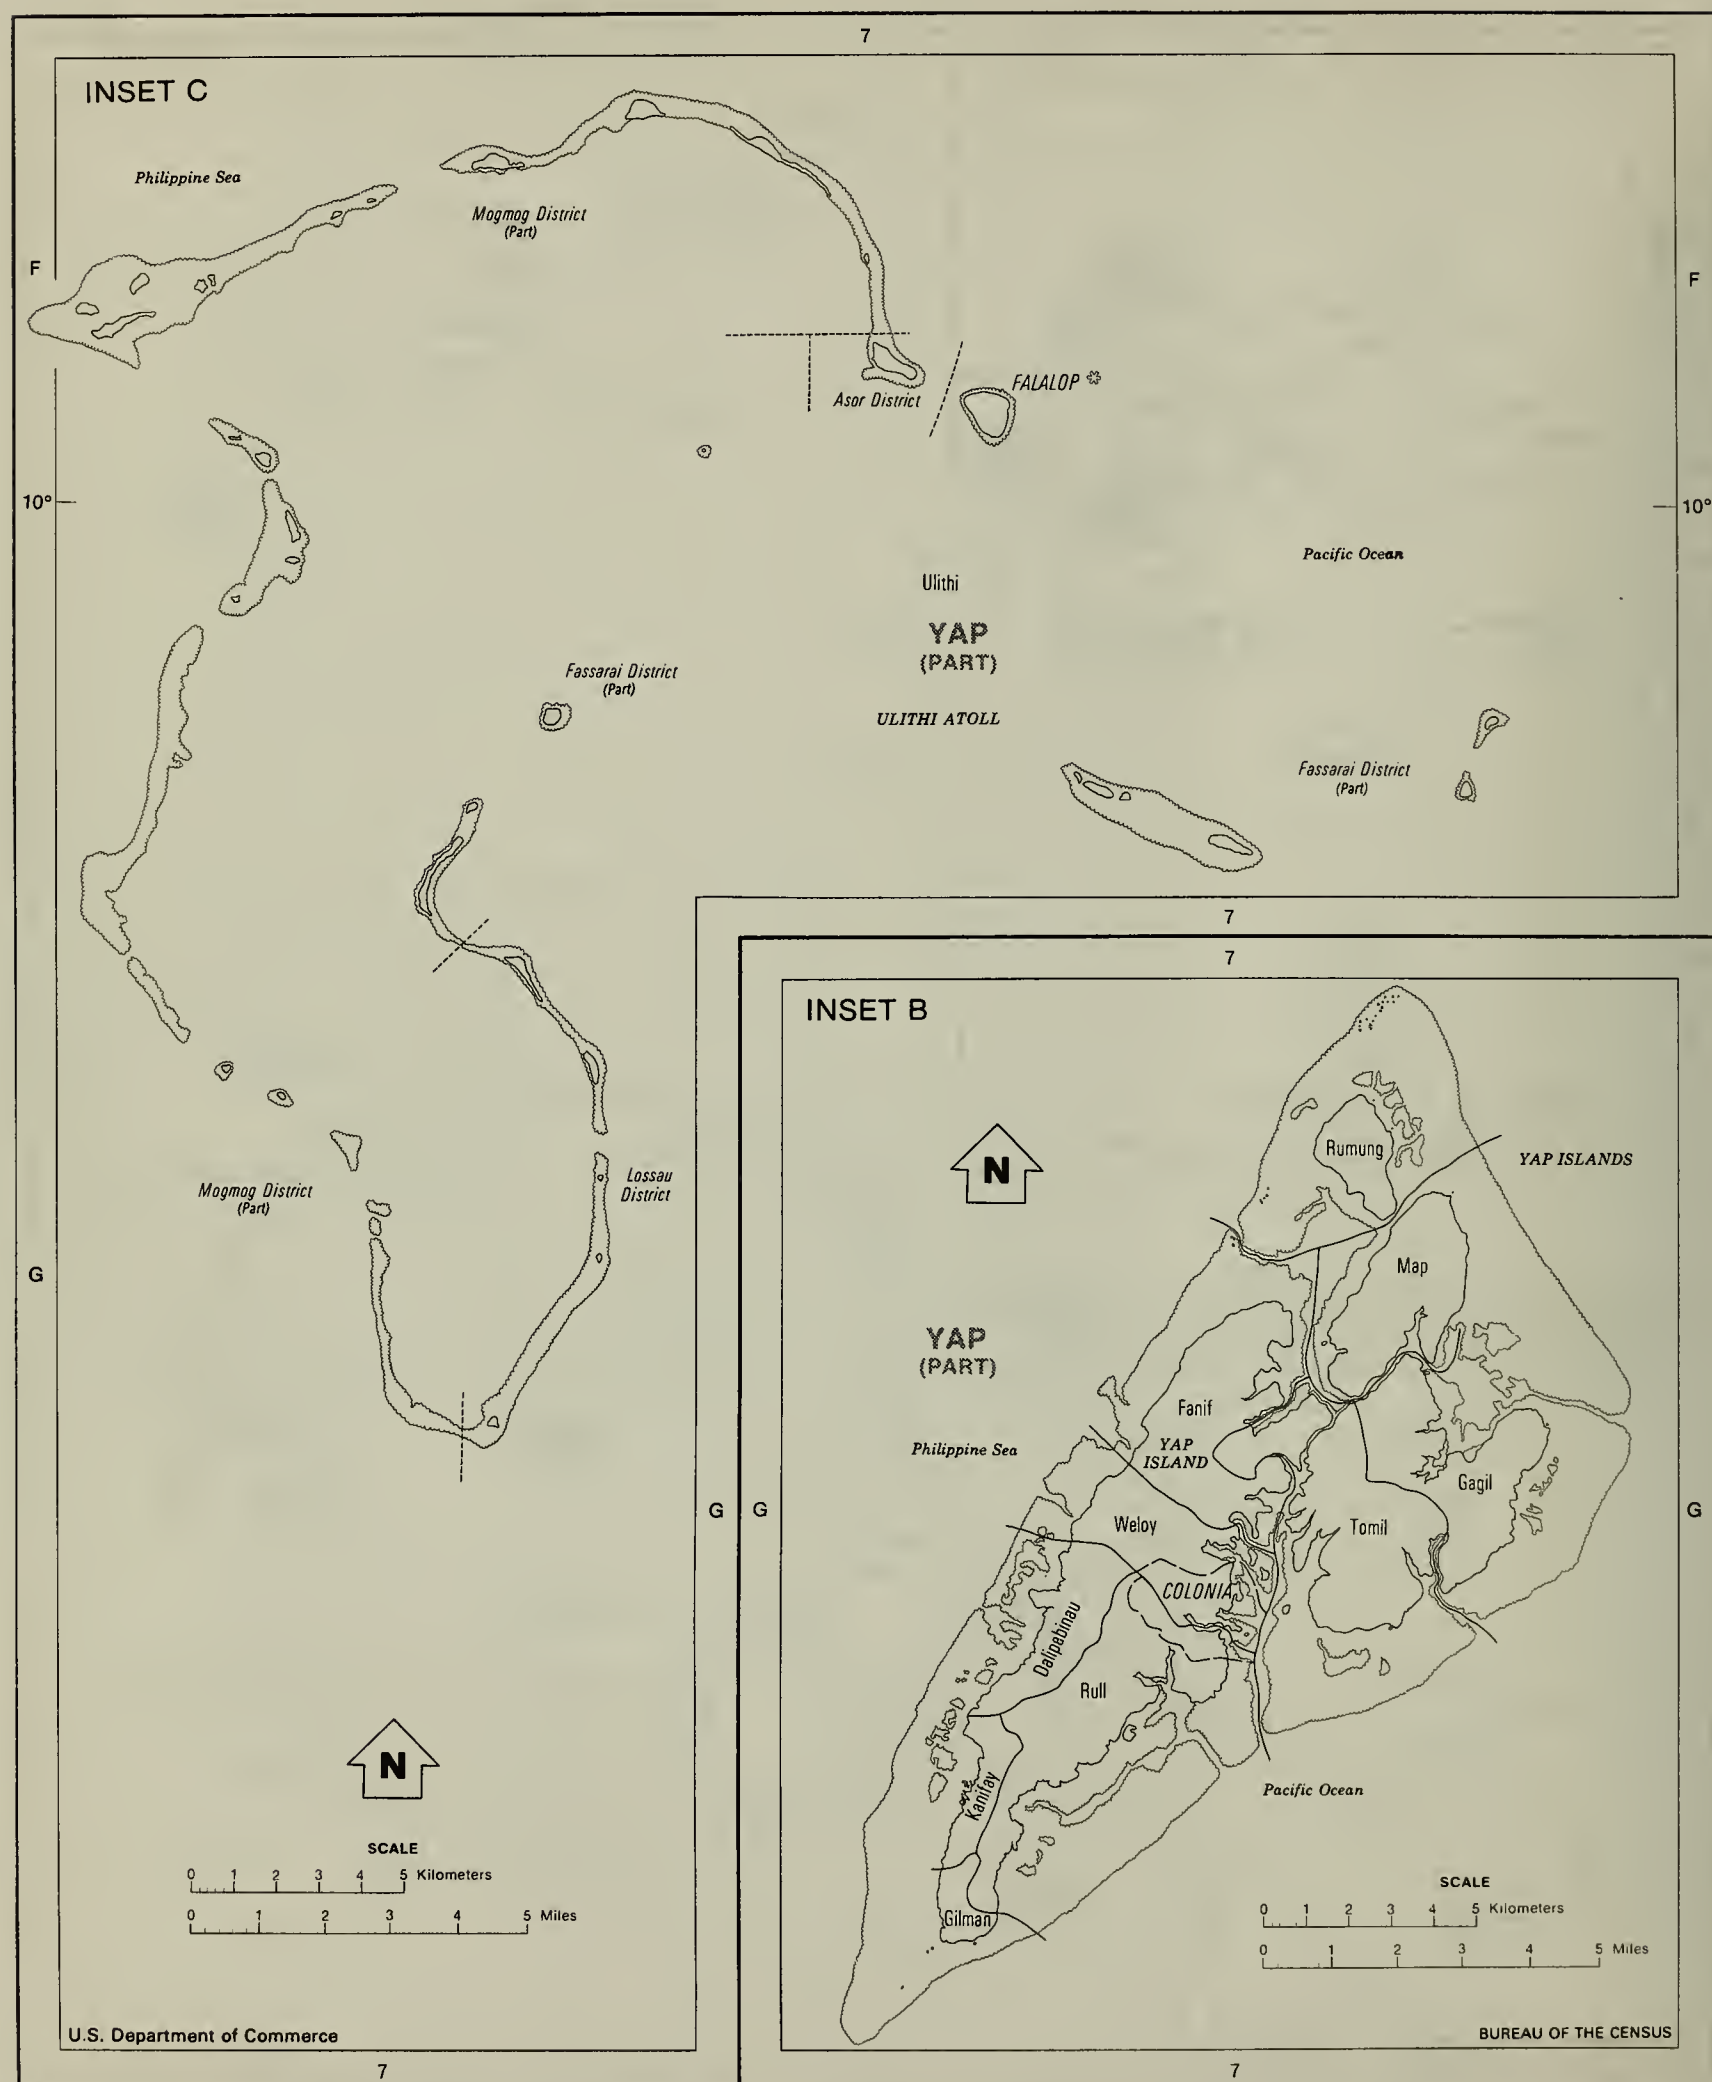 7
INSET C
Philippine Sea
Mogmog District
(Part)
F
F
FALALOP
Asor District
10°
10°
Pacific Ocean
Ulithi
YAP
(PART)
Fassarai District
(Part)
ULITHI ATOLL
Fassarai District
(Part)
Mogmog District
(Part)
Lossau
District
G
G
SCALE
0 1 2 3 4 5 Kilometers
0 1 2 3 4 5 Miles
N
U.S. Department of Commerce
7
7
7
INSET B
N
Rumung
YAP ISLANDS
Map
YAP
(PART)
Fanif
Philippine Sea
YAP
ISLAND
Gagil
G
G
Weloy
Tomil
COLONIA
Dalipebinau
Rull
Kanifay
Pacific Ocean
Gilman
SCALE
0 1 2 3 4 5 Kilometers
0 1 2 3 4 5 Miles
BUREAU OF THE CENSUS
7